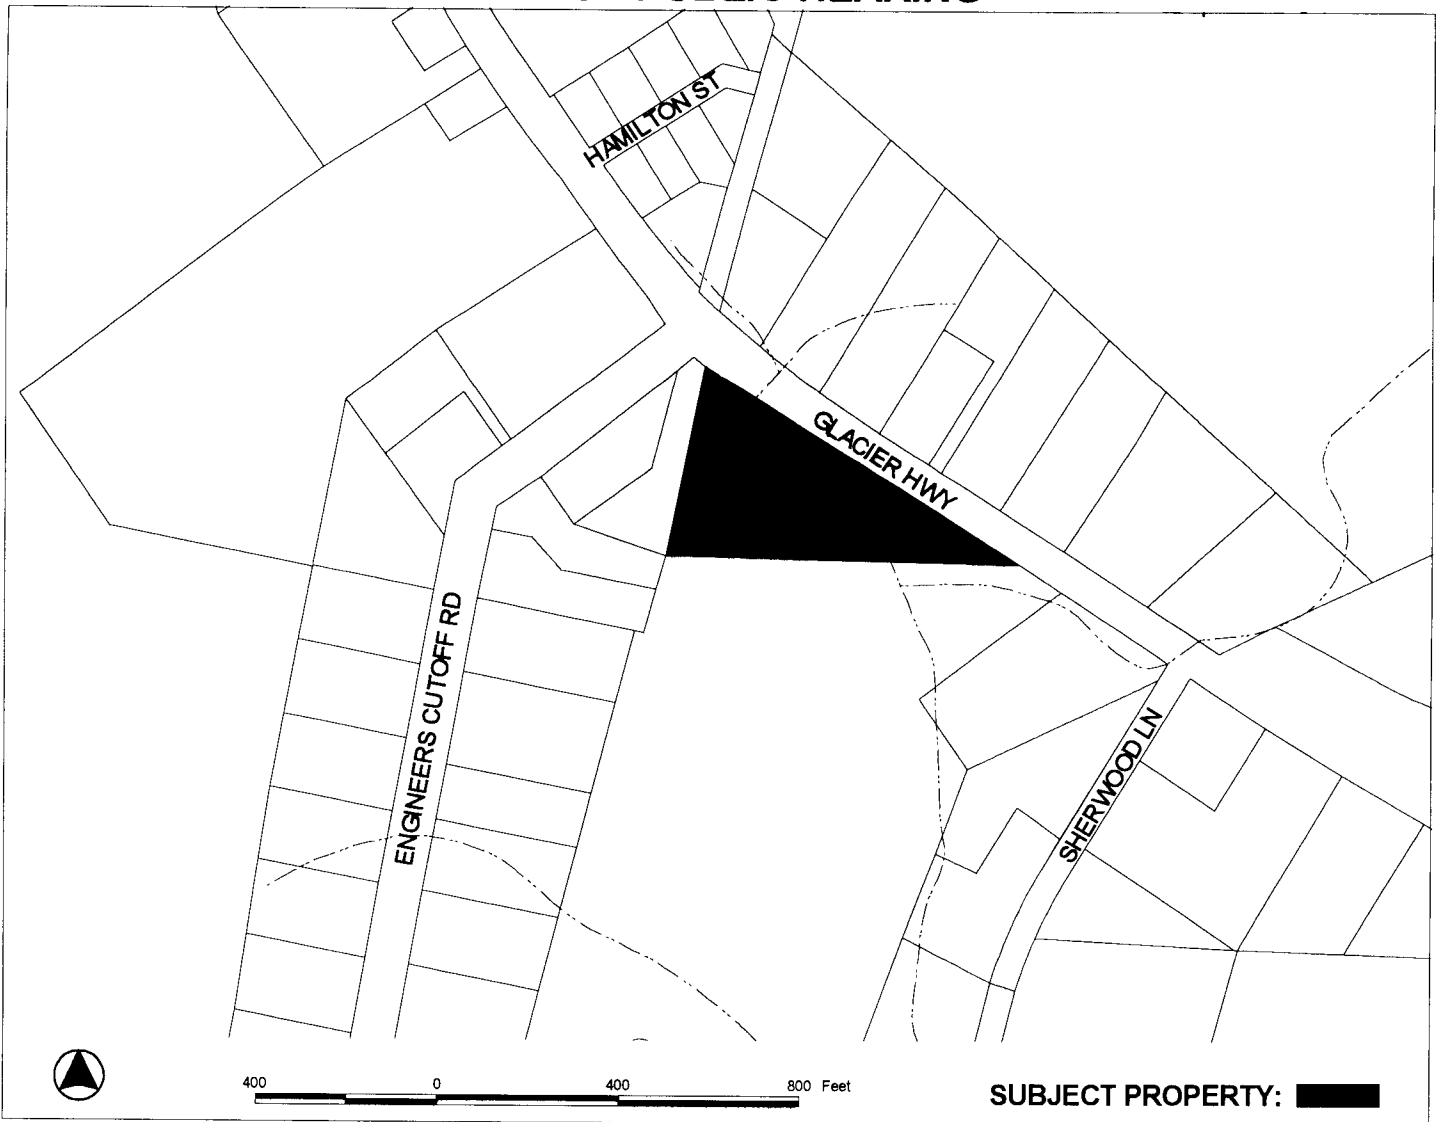 HAMILTON ST
GLACIER HWY
ENGINEERS CUTOFF RD
SHERWOOD LN
400 0 400 800 Feet
SUBJECT PROPERTY: